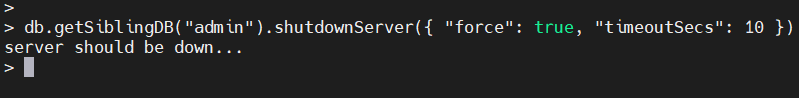 >
> db.getSiblingDB("admin").shutdownServer({ "force": true, "timeoutSecs": 10 })
server should be down...
>